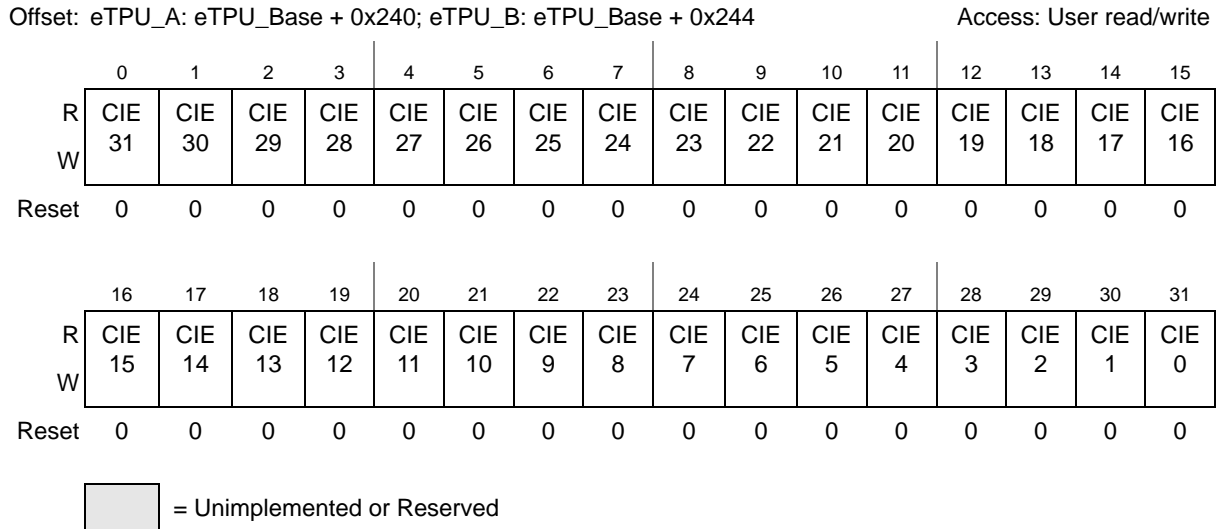 Offset: eTPU_A: eTPU_Base + 0x240; eTPU_B: eTPU_Base + 0x244 Access: User read/write
0 1 2 3 4 5 6 7 8 9 10 11 12 13 14 15
R CIE CIE CIE CIE CIE CIE CIE CIE CIE CIE CIE CIE CIE CIE CIE CIE
31 30 29 28 27 26 25 24 23 22 21 20 19 18 17 16
W
Reset 0 0 0 0 0 0 0 0 0 0 0 0 0 0 0 0
16 17 18 19 20 21 22 23 24 25 26 27 28 29 30 31
R CIE CIE CIE CIE CIE CIE CIE CIE CIE CIE CIE CIE CIE CIE CIE CIE
15 14 13 12 11 10 9 8 7 6 5 4 3 2 1 0
W
Reset 0 0 0 0 0 0 0 0 0 0 0 0 0 0 0 0
= Unimplemented or Reserved